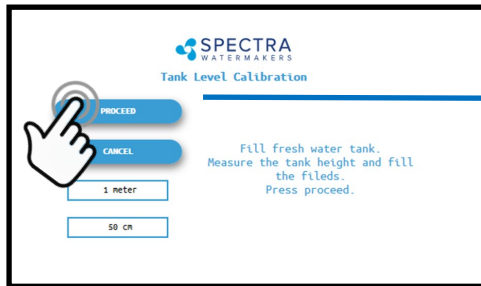 SPECTRA
WATERMAKERS
Tank Level Calibration
PROCEED
CANCEL
1 meter
50 cm
Fill fresh water tank.
Measure the tank height and fill
the fileds.
Press proceed.